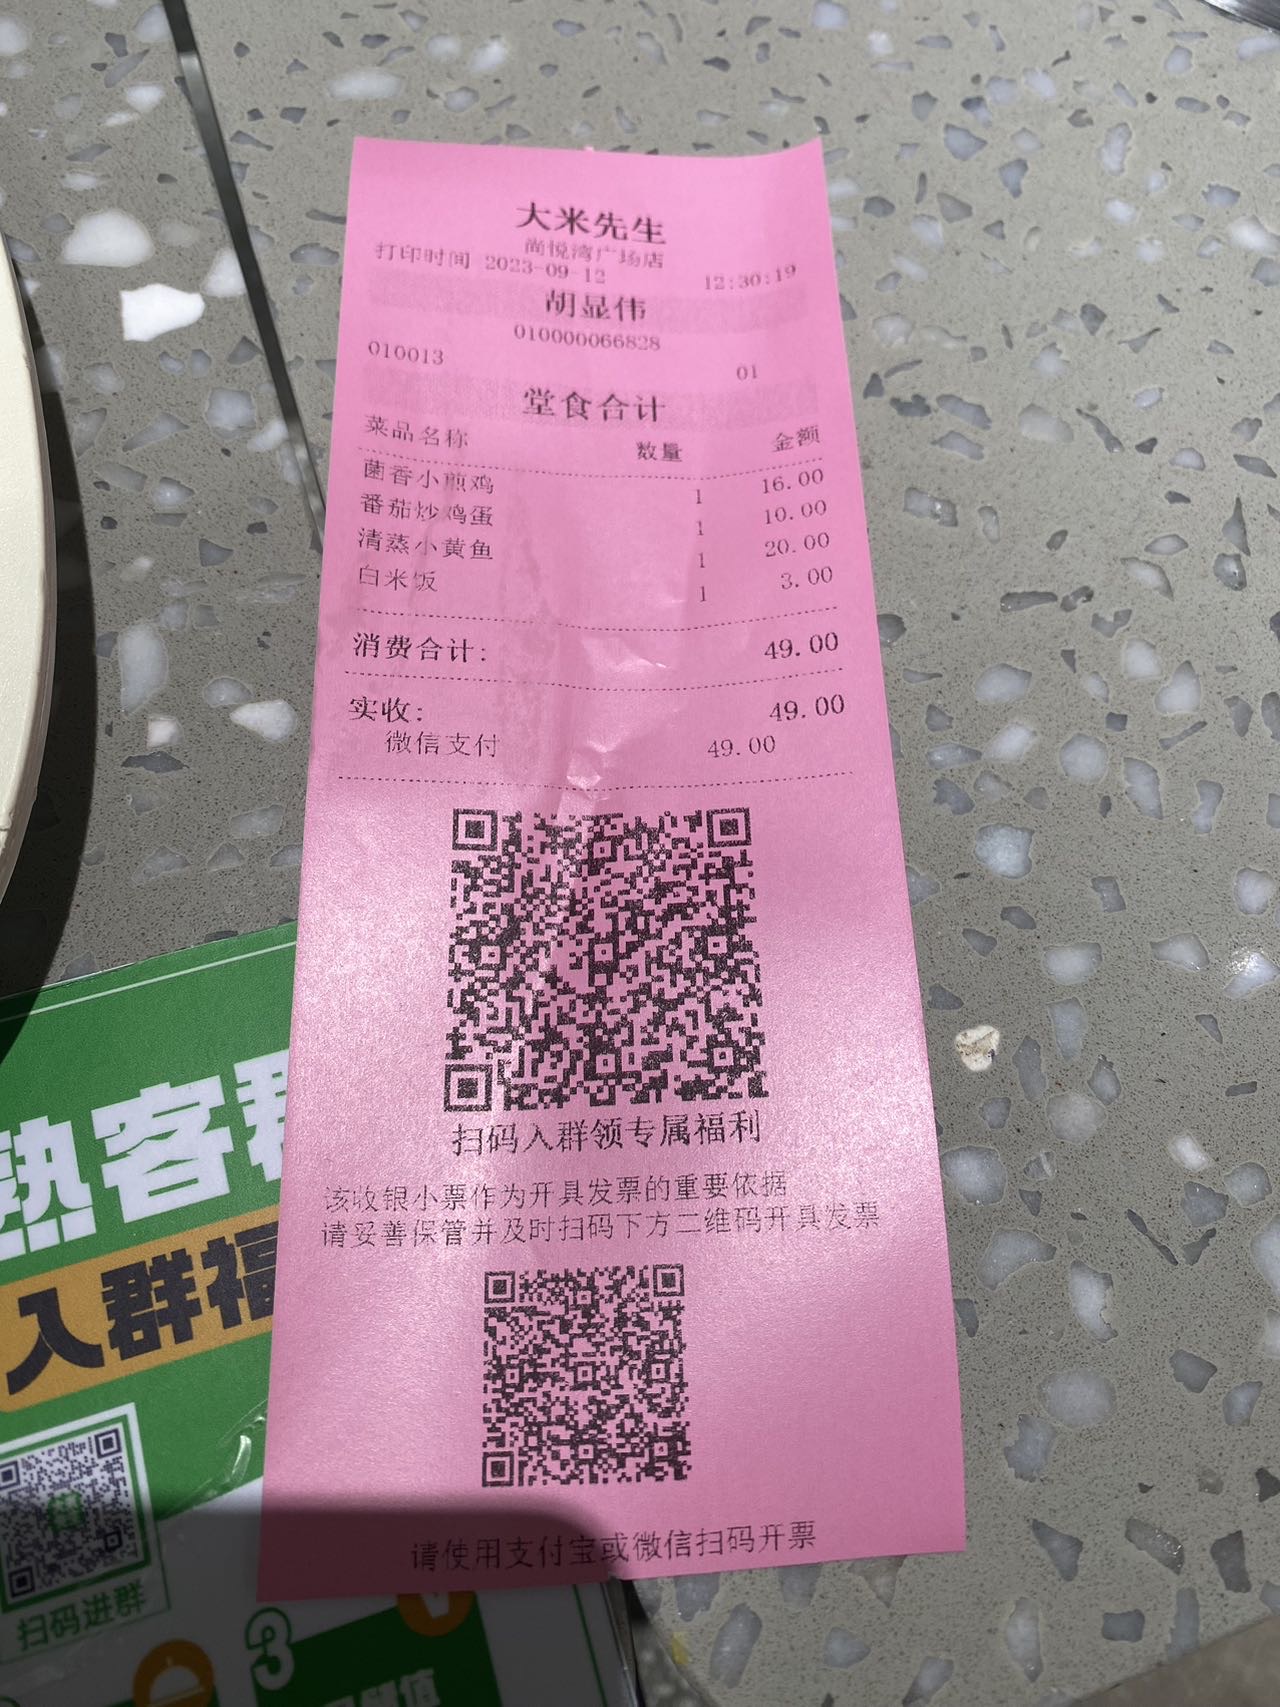 大米先生
尚悦湾广场店
打印时间 2023-09-12 12:30:19
胡显伟
010000066828
010013 01
堂食合计
菜品名称 数量 金额
菌香小煎鸡 1 16.00
番茄炒鸡蛋 1 10.00
清蒸小黄鱼 1 20.00
白米饭 1 3.00
消费合计: 49.00
实收: 49.00
微信支付 49.00
扫码入群领专属福利
该收银小票作为开具发票的重要依据
请妥善保管并及时扫码下方二维码开具发票
请使用支付宝或微信扫码开票
熟客群
入群福
扫码进群
3